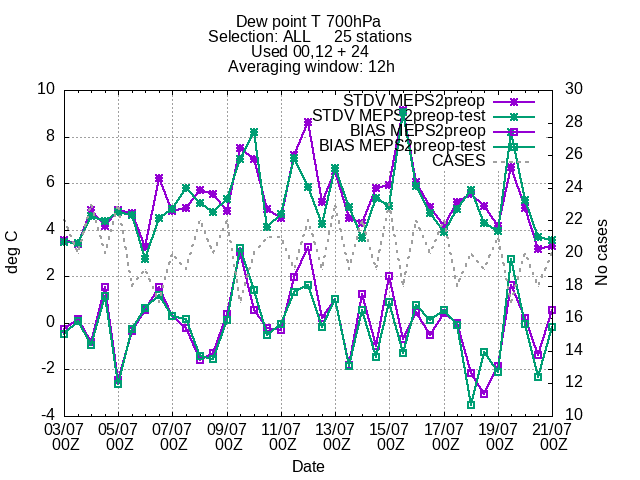 Dew point T 700hPa
Selection: ALL 25 stations
Used 00,12 + 24
Averaging window: 12h
STDV MEPS2preop
STDV MEPS2preop-test
BIAS MEPS2preop
BIAS MEPS2preop-test
CASES
10
8
6
4
2
0
-2
-4
deg C
30
28
26
24
22
20
18
16
14
12
10
No cases
03/07 05/07 07/07 09/07 11/07 13/07 15/07 17/07 19/07 21/07
00Z 00Z 00Z 00Z 00Z 00Z 00Z 00Z 00Z 00Z
Date